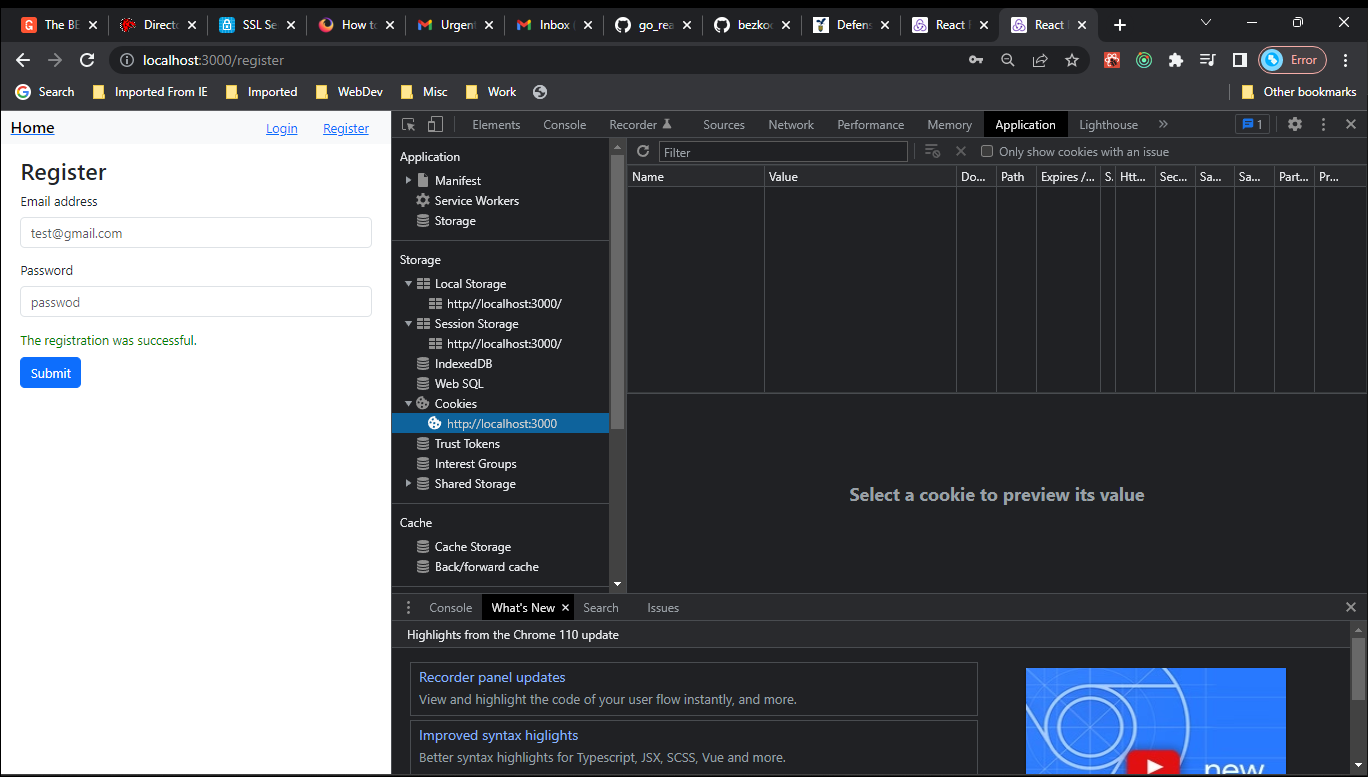 The BE
Direct
SSL Se
How to
Urgent
Inbox
go_rea
bezko
Defens
React
React
localhost:3000/register
Error
Search
Imported From IE
Imported
WebDev
Misc
Work
Other bookmarks
Home
Login
Register
Register
Email address
test@gmail.com
Password
passwod
The registration was successful.
Submit
Elements
Console
Recorder
Sources
Network
Performance
Memory
Application
Lighthouse
1
Application
Manifest
Service Workers
Storage
Storage
Local Storage
http://localhost:3000/
Session Storage
http://localhost:3000/
IndexedDB
Web SQL
Cookies
http://localhost:3000
Trust Tokens
Interest Groups
Shared Storage
Cache
Cache Storage
Back/forward cache
Filter
Only show cookies with an issue
Name
Value
Do...
Path
Expires /...
S.
Htt...
Sec...
Sa...
Sa...
Part...
Pr...
Select a cookie to preview its value
Console
What's New
Search
Issues
Highlights from the Chrome 110 update
Recorder panel updates
View and highlight the code of your user flow instantly, and more.
Improved syntax higlights
Better syntax highlights for Typescript, JSX, SCSS, Vue and more.
new